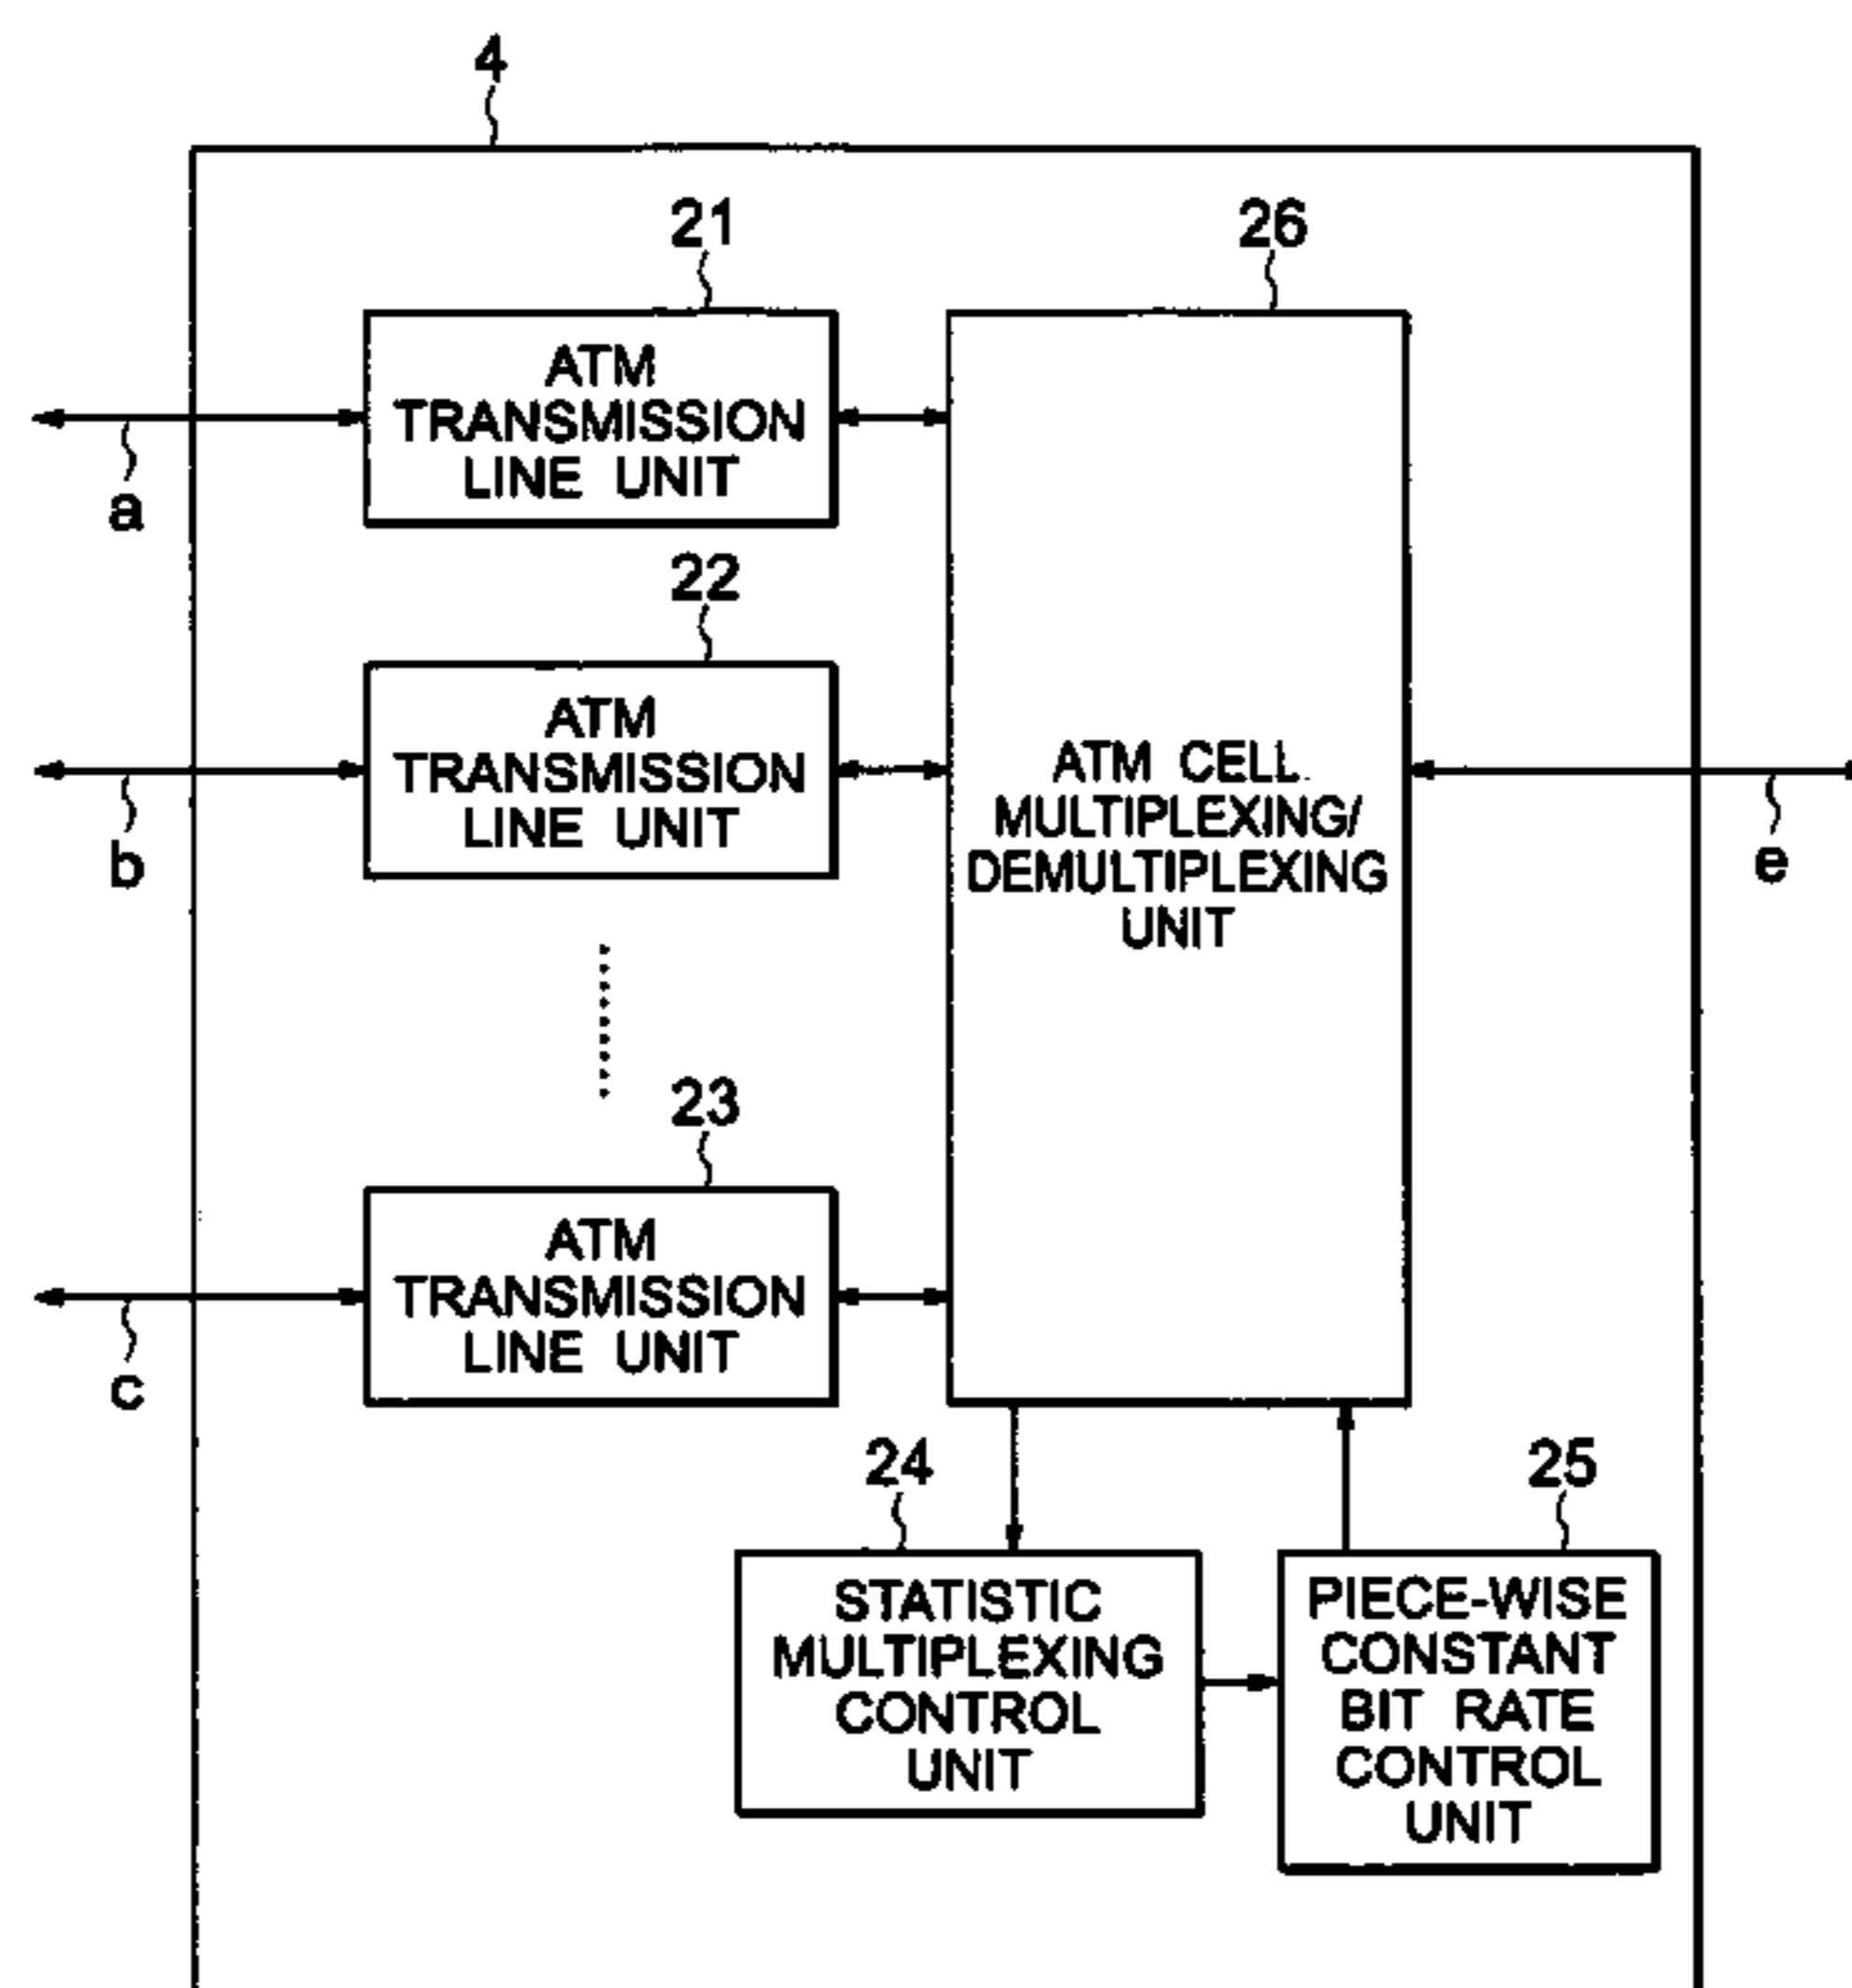 4
21
26
ATM
TRANSMISSION
LINE UNIT
a
22
ATM
TRANSMISSION
LINE UNIT
b
ATM CELL
MULTIPLEXING/
DEMULTIPLEXING
UNIT
e
23
ATM
TRANSMISSION
LINE UNIT
c
24
25
STATISTIC
MULTIPLEXING
CONTROL
UNIT
PIECE-WISE
CONSTANT
BIT RATE
CONTROL
UNIT